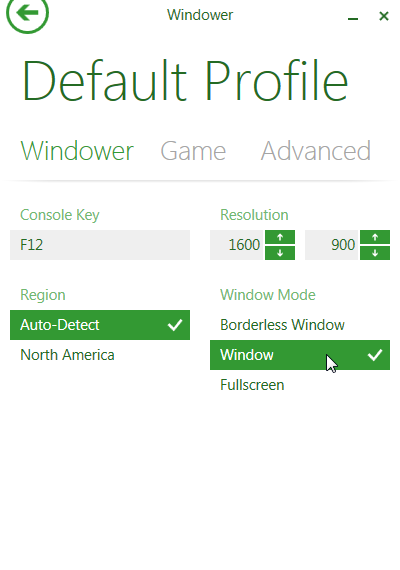 Windower
Default Profile
Windower Game Advanced
Console Key
F12
Resolution
1600 900
Region
Auto-Detect
North America
Window Mode
Borderless Window
Window
Fullscreen